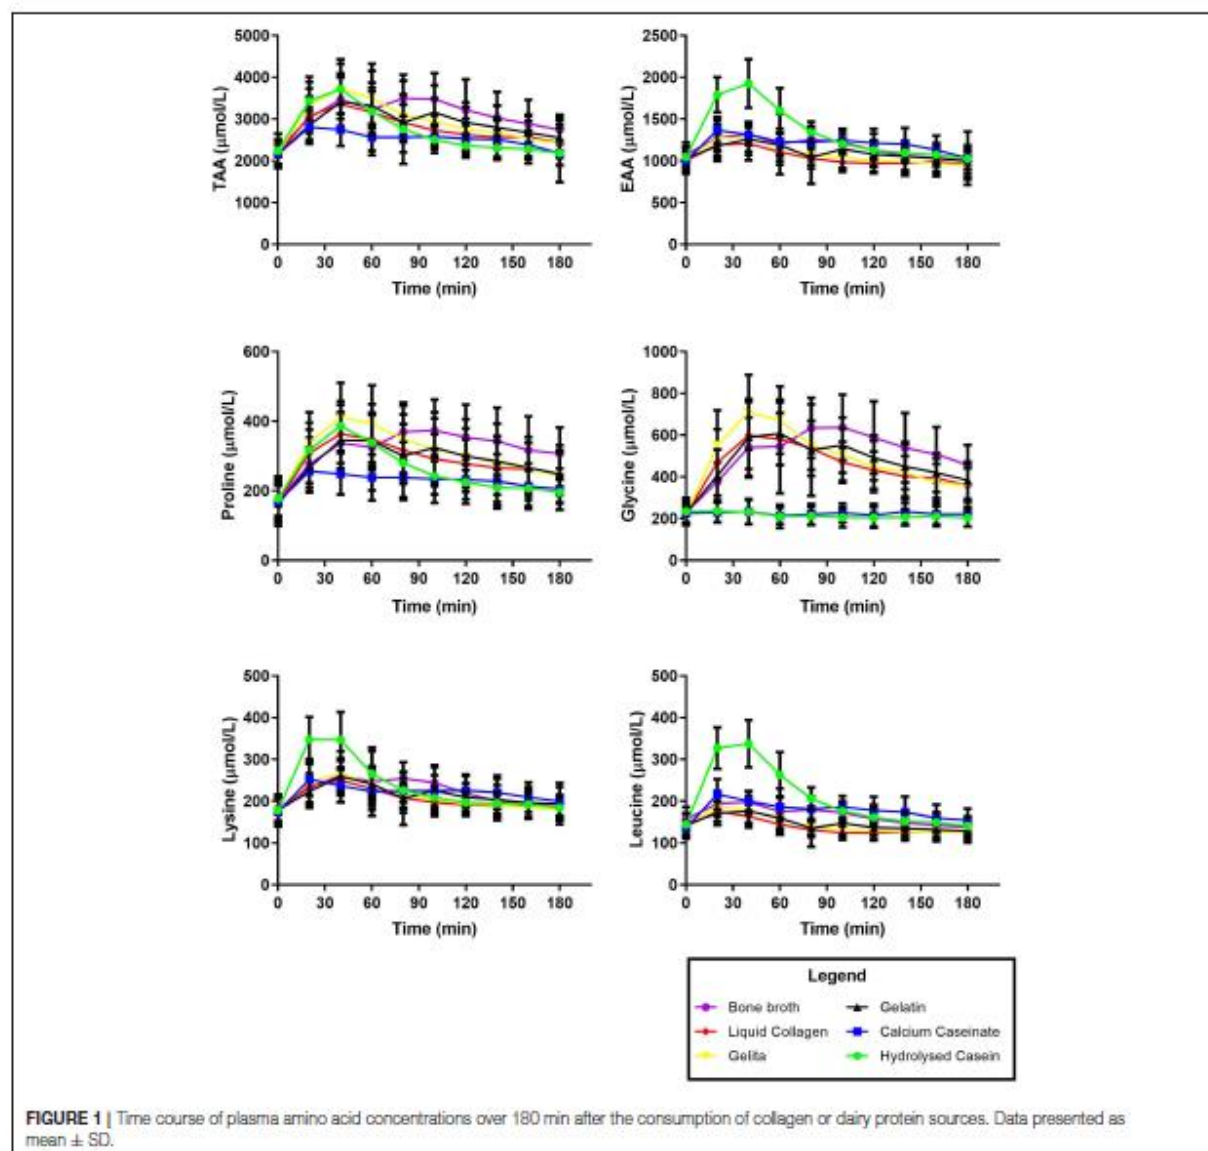 5000
4000
3000
2000
1000
0
TAA (μmol/L)
0 30 60 90 120 150 180
Time (min)
2500
2000
1500
1000
500
0
EAA (μmol/L)
0 30 60 90 120 150 180
Time (min)
600
400
200
0
Proline (μmol/L)
0 30 60 90 120 150 180
Time (min)
1000
800
600
400
200
0
Glycine (μmol/L)
0 30 60 90 120 150 180
Time (min)
500
400
300
200
100
0
Lysine (μmol/L)
0 30 60 90 120 150 180
Time (min)
500
400
300
200
100
0
Leucine (μmol/L)
0 30 60 90 120 150 180
Time (min)
Legend
Bone broth Gelatin
Liquid Collagen Calcium Caseinate
Gelita Hydrolysed Casein
FIGURE 1 | Time course of plasma amino acid concentrations over 180 min after the consumption of collagen or dairy protein sources. Data presented as
mean ± SD.